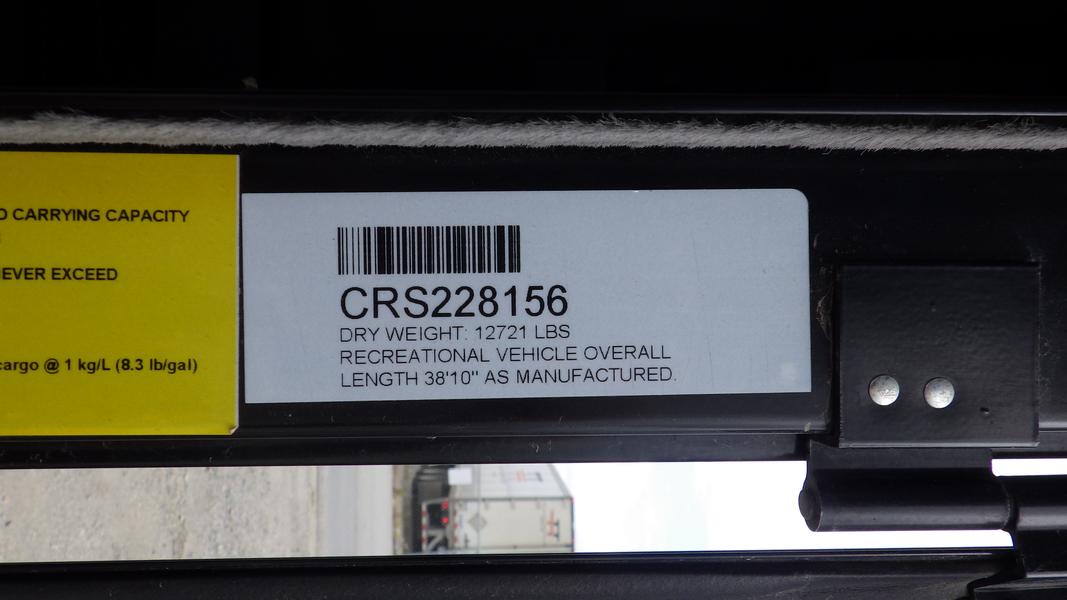 CARRYING CAPACITY
EVER EXCEED
cargo @ 1 kg/L (8.3 lb/gal)
CRS228156
DRY WEIGHT: 12721 LBS
RECREATIONAL VEHICLE OVERALL
LENGTH 38'10" AS MANUFACTURED.